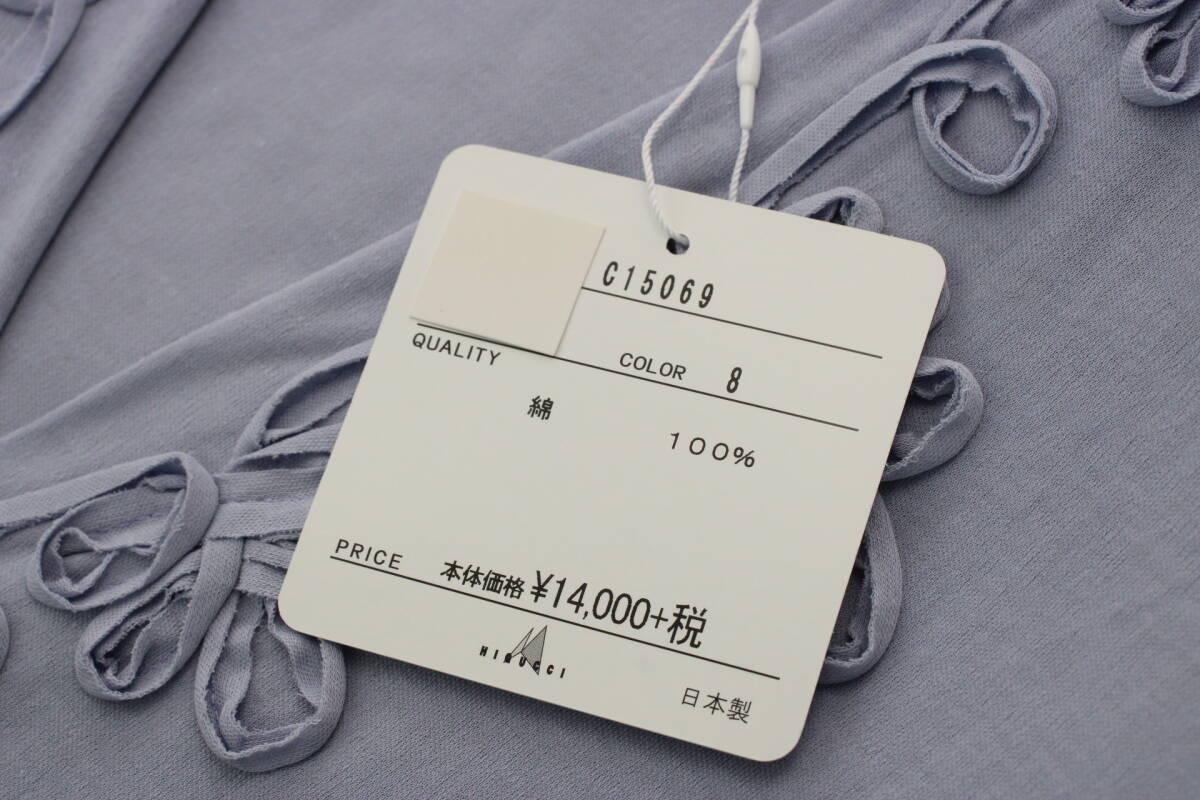 C15069
QUALITY COLOR 8
綿 100%
PRICE 本体価格 ¥14,000+税
HIRUCCI
日本製